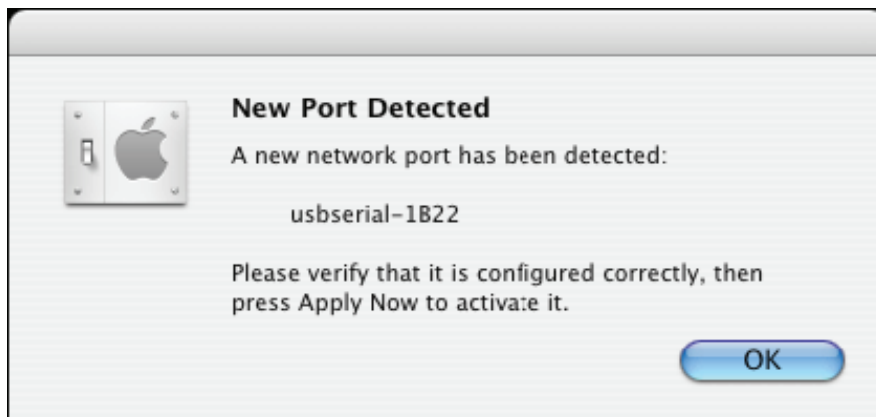 New Port Detected
A new network port has been detected:
usbserial-1B22
Please verify that it is configured correctly, then
press Apply Now to activate it.
OK